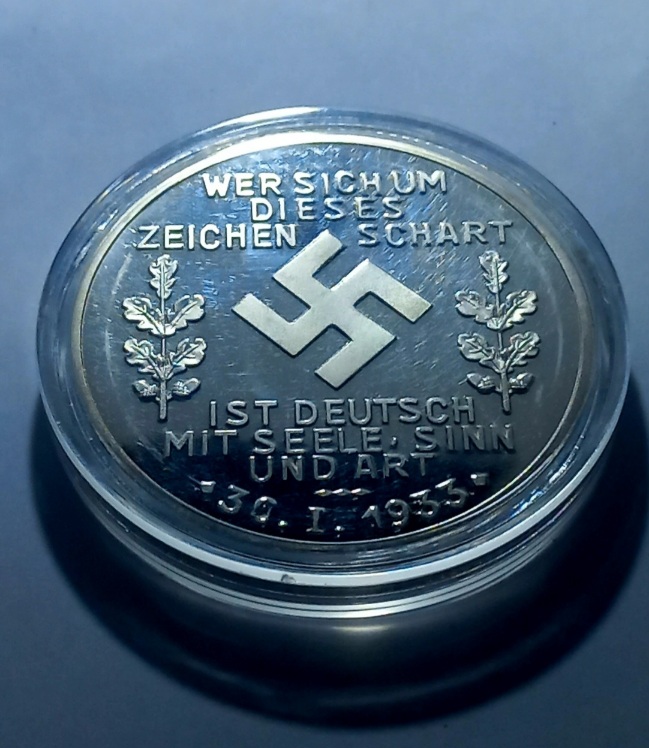 WER SICH UM
DIESES
ZEICHEN SCHART
IST DEUTSCH
MIT SEELE, SINN
UND ART
30. I. 1933